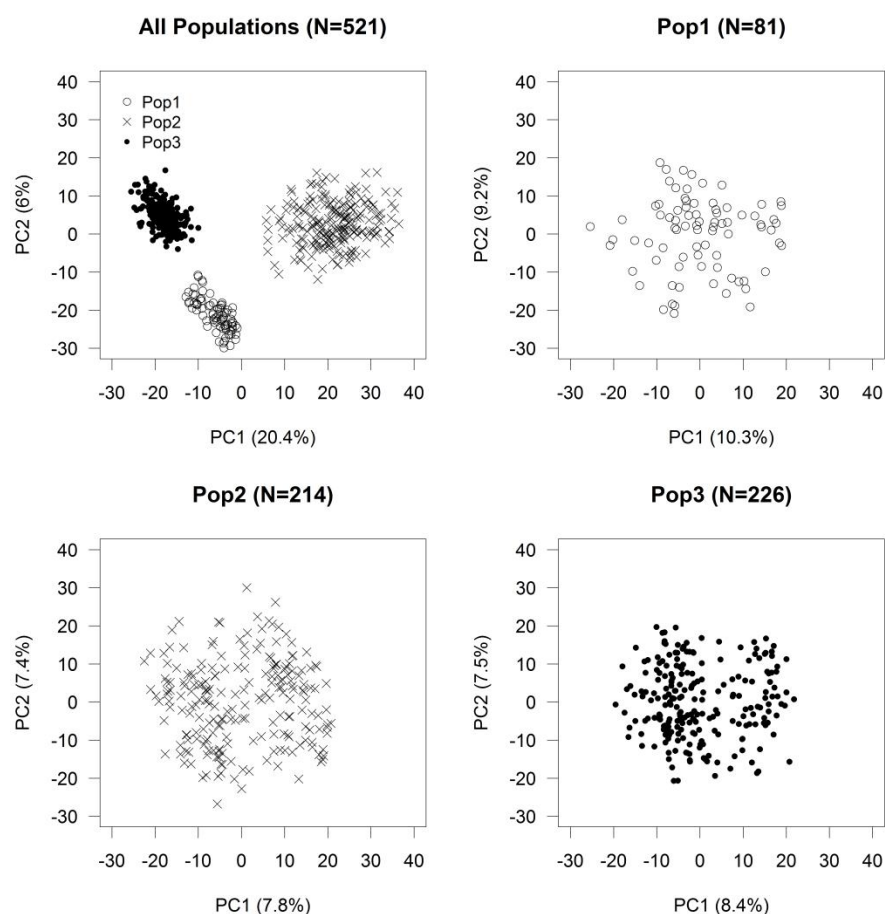 All Populations (N=521)
40
30
20
10
0
-10
-20
-30
PC2 (6%)
Pop1
Pop2
Pop3
-30 -20 -10 0 10 20 30 40
PC1 (20.4%)
Pop1 (N=81)
40
30
20
10
0
-10
-20
-30
PC2 (9.2%)
-30 -20 -10 0 10 20 30 40
PC1 (10.3%)
Pop2 (N=214)
40
30
20
10
0
-10
-20
-30
PC2 (7.4%)
-30 -20 -10 0 10 20 30 40
PC1 (7.8%)
Pop3 (N=226)
40
30
20
10
0
-10
-20
-30
PC2 (7.5%)
-30 -20 -10 0 10 20 30 40
PC1 (8.4%)